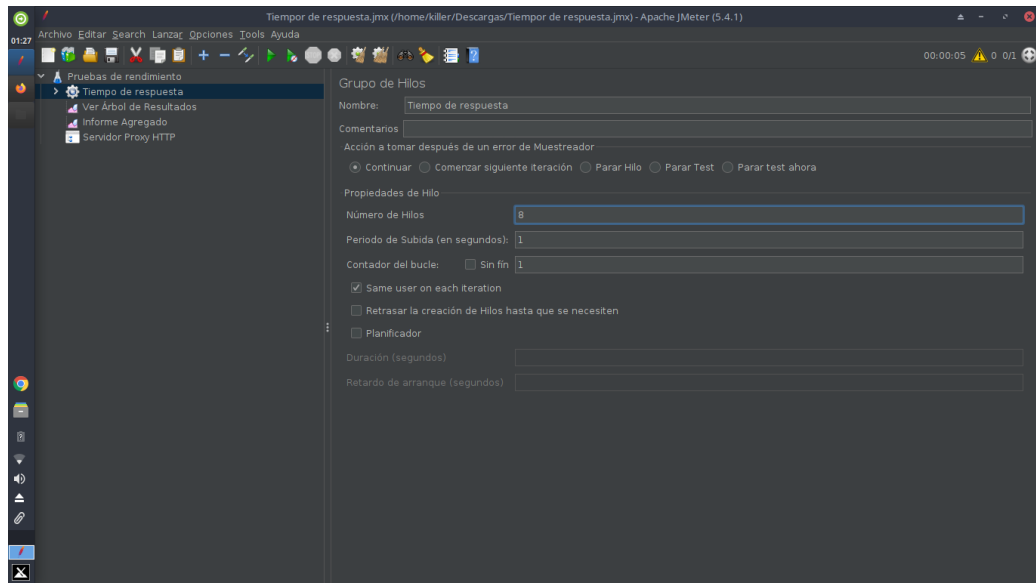 Tiempor de respuesta.jmx (/home/killer/Descargas/Tiempor de respuesta.jmx) - Apache JMeter (5.4.1)
01:27
Archivo Editar Search Lanzar Opciones Tools Ayuda
00:00:05 0 0/1
Pruebas de rendimiento
Tiempo de respuesta
Ver Árbol de Resultados
Informe Agregado
Servidor Proxy HTTP
Grupo de Hilos
Nombre: Tiempo de respuesta
Comentarios
Acción a tomar después de un error de Muestreador
Continuar Comenzar siguiente iteración Parar Hilo Parar Test Parar test ahora
Propiedades de Hilo
Número de Hilos 8
Periodo de Subida (en segundos): 1
Contador del bucle: Sin fín 1
Same user on each iteration
Retrasar la creación de Hilos hasta que se necesiten
Planificador
Duración (segundos)
Retardo de arranque (segundos)